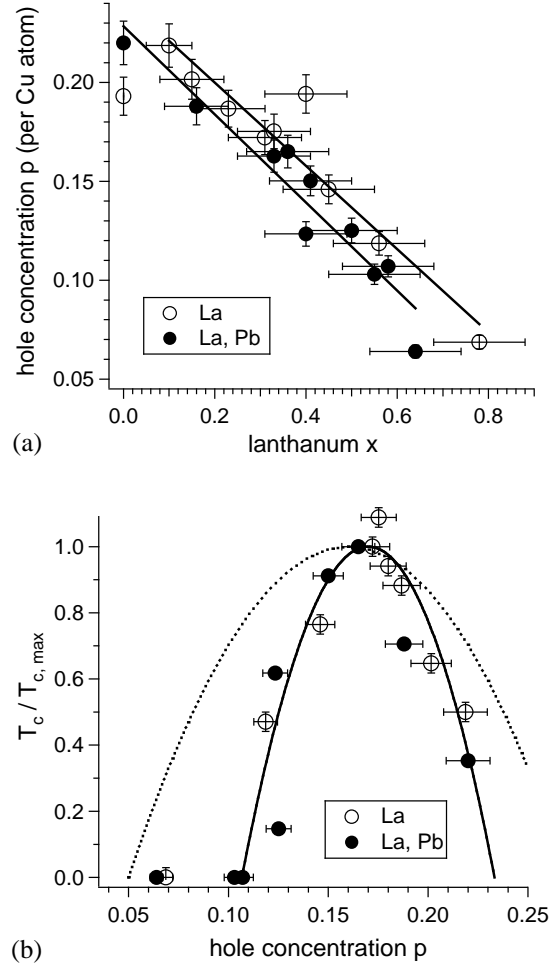 hole concentration p (per Cu atom)
0.20
0.15
0.10
0.05
La
La, Pb
0.0
0.2
0.4
0.6
0.8
lanthanum x
(a)
T_c / T_c, max
1.0
0.8
0.6
0.4
0.2
0.0
La
La, Pb
0.05
0.10
0.15
0.20
0.25
hole concentration p
(b)